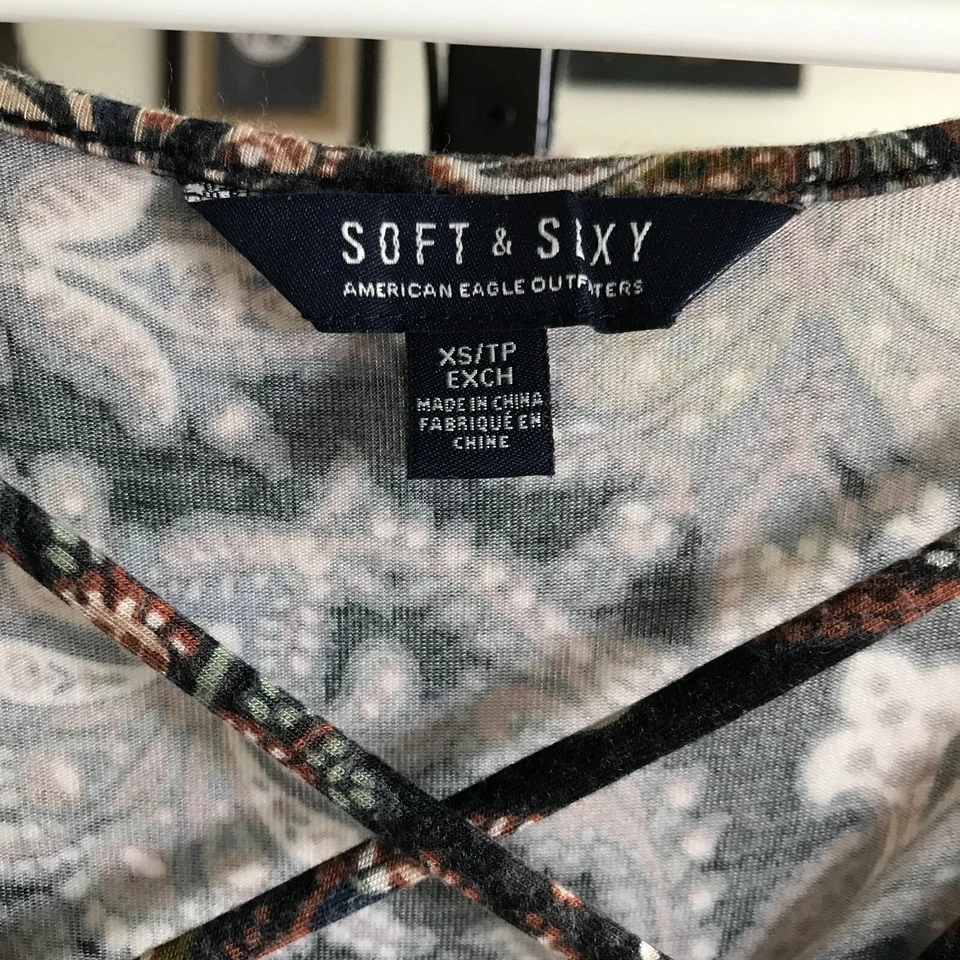 SOFT & SEXY
AMERICAN EAGLE OUTFITTERS
XS/TP
EXCH
MADE IN CHINA
FABRIQUÉ EN
CHINE